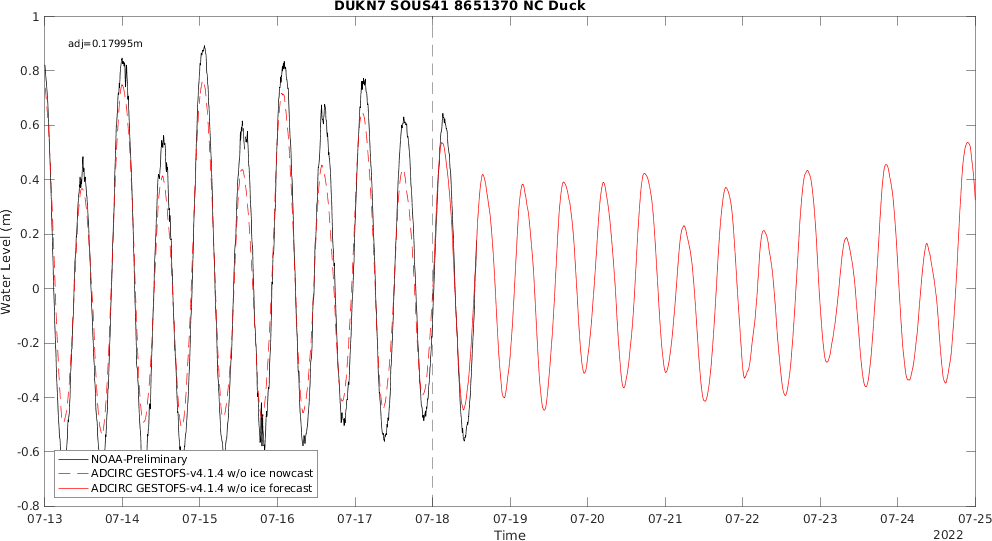 DUKN7 SOUS41 8651370 NC Duck
adj=0.17995m
Water Level (m)
1
0.8
0.6
0.4
0.2
0
-0.2
-0.4
-0.6
-0.8
NOAA-Preliminary
ADCIRC GESTOFS-v4.1.4 w/o ice nowcast
ADCIRC GESTOFS-v4.1.4 w/o ice forecast
07-13 07-14 07-15 07-16 07-17 07-18 07-19 07-20 07-21 07-22 07-23 07-24 07-25
Time
2022